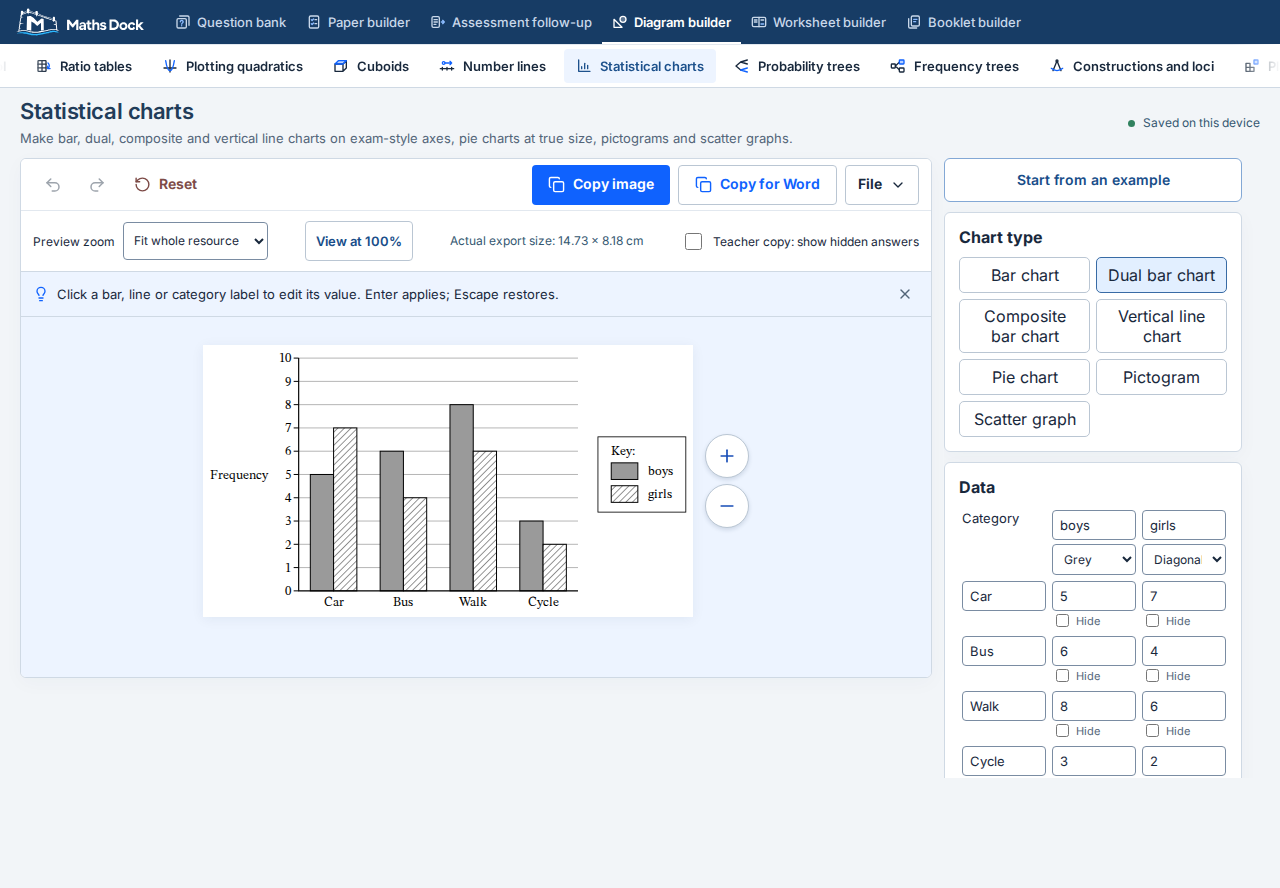 Maths Dock
Question bank
Paper builder
Assessment follow-up
Diagram builder
Worksheet builder
Booklet builder
Ratio tables
Plotting quadratics
Cuboids
Number lines
Statistical charts
Probability trees
Frequency trees
Constructions and loci
Statistical charts
Make bar, dual, composite and vertical line charts on exam-style axes, pie charts at true size, pictograms and scatter graphs.
Saved on this device
Reset
Copy image
Copy for Word
File
Preview zoom
Fit whole resource
View at 100%
Actual export size: 14.73 × 8.18 cm
Teacher copy: show hidden answers
Click a bar, line or category label to edit its value. Enter applies; Escape restores.
10
9
8
7
6
5
4
3
2
1
0
Frequency
Car
Bus
Walk
Cycle
Key:
boys
girls
Start from an example
Chart type
Bar chart
Dual bar chart
Composite
bar chart
Vertical line
chart
Pie chart
Pictogram
Scatter graph
Data
Category
boys
girls
Grey
Diagonal
Car
5
7
Hide
Hide
Bus
6
4
Hide
Hide
Walk
8
6
Hide
Hide
Cycle
3
2